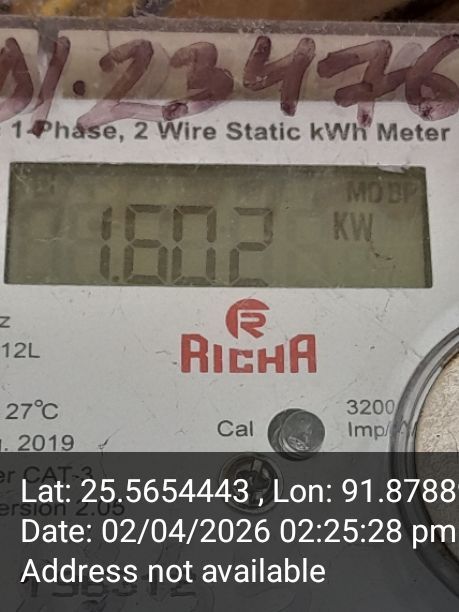 23476
1-Phase, 2 Wire Static kWh Meter
MD BP
1.602 KW
RICHA
12L
27°C
3200
Cal
Imp/
2019
CAT-3
ersion 2.05
Lat: 25.5654443 , Lon: 91.8788
Date: 02/04/2026 02:25:28 pm
Address not available